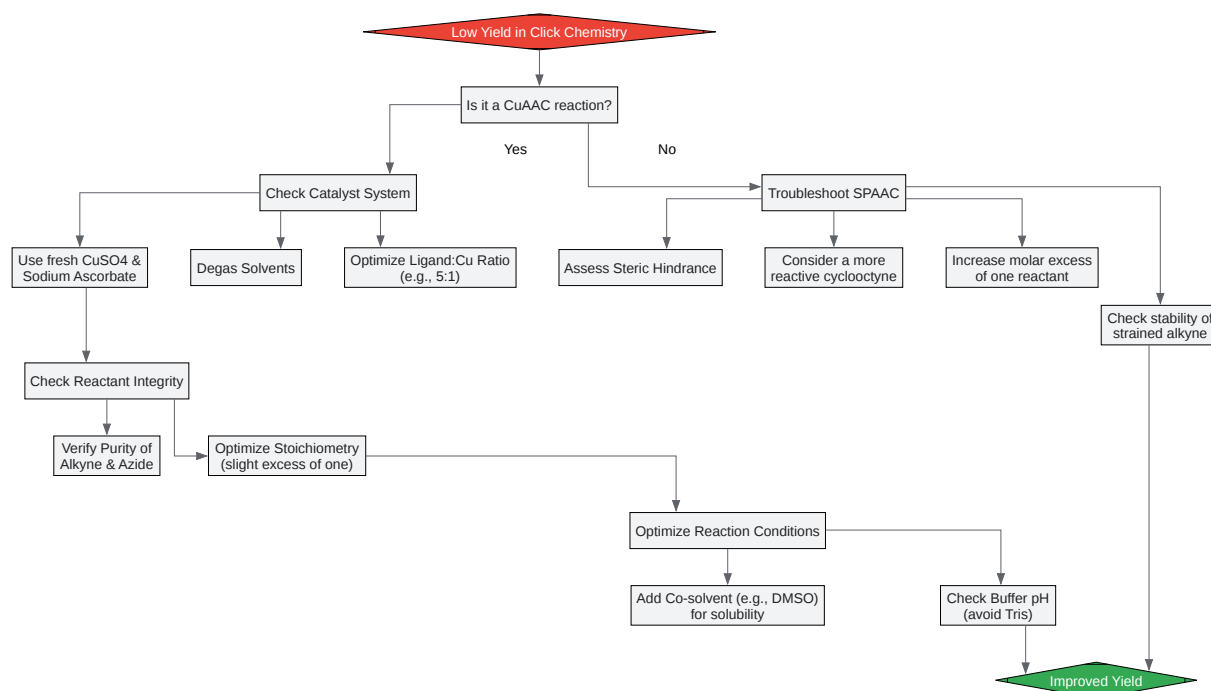 Low Yield in Click Chemistry
Is it a CuAAC reaction?
Yes
No
Check Catalyst System
Troubleshoot SPAAC
Use fresh CuSO4 &
Sodium Ascorbate
Degas Solvents
Optimize Ligand:Cu Ratio
(e.g., 5:1)
Assess Steric Hindrance
Consider a more
reactive cyclooctyne
Increase molar excess
of one reactant
Check stability of
strained alkyne
Check Reactant Integrity
Verify Purity of
Alkyne & Azide
Optimize Stoichiometry
(slight excess of one)
Optimize Reaction Conditions
Add Co-solvent (e.g., DMSO)
for solubility
Check Buffer pH
(avoid Tris)
Improved Yield